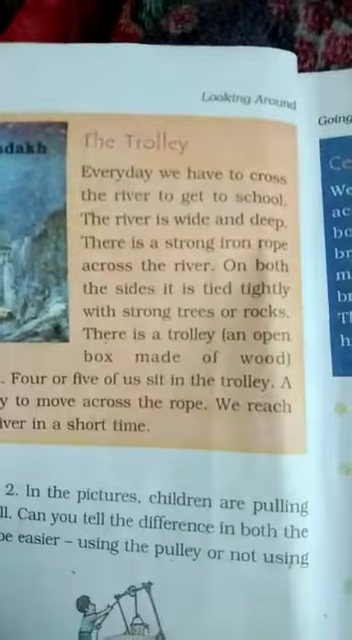 Looking Around
The Trolley
Everyday we have to cross
the river to get to school.
The river is wide and deep.
There is a strong iron rope
across the river. On both
the sides it is tied tightly
with strong trees or rocks.
There is a trolley (an open
box made of wood)
. Four or five of us sit in the trolley. A
y to move across the rope. We reach
iver in a short time.
2. In the pictures, children are pulling
ll. Can you tell the difference in both the
be easier – using the pulley or not using
dakh
Going
Ce
We
ac
bo
br
m
br
T
h